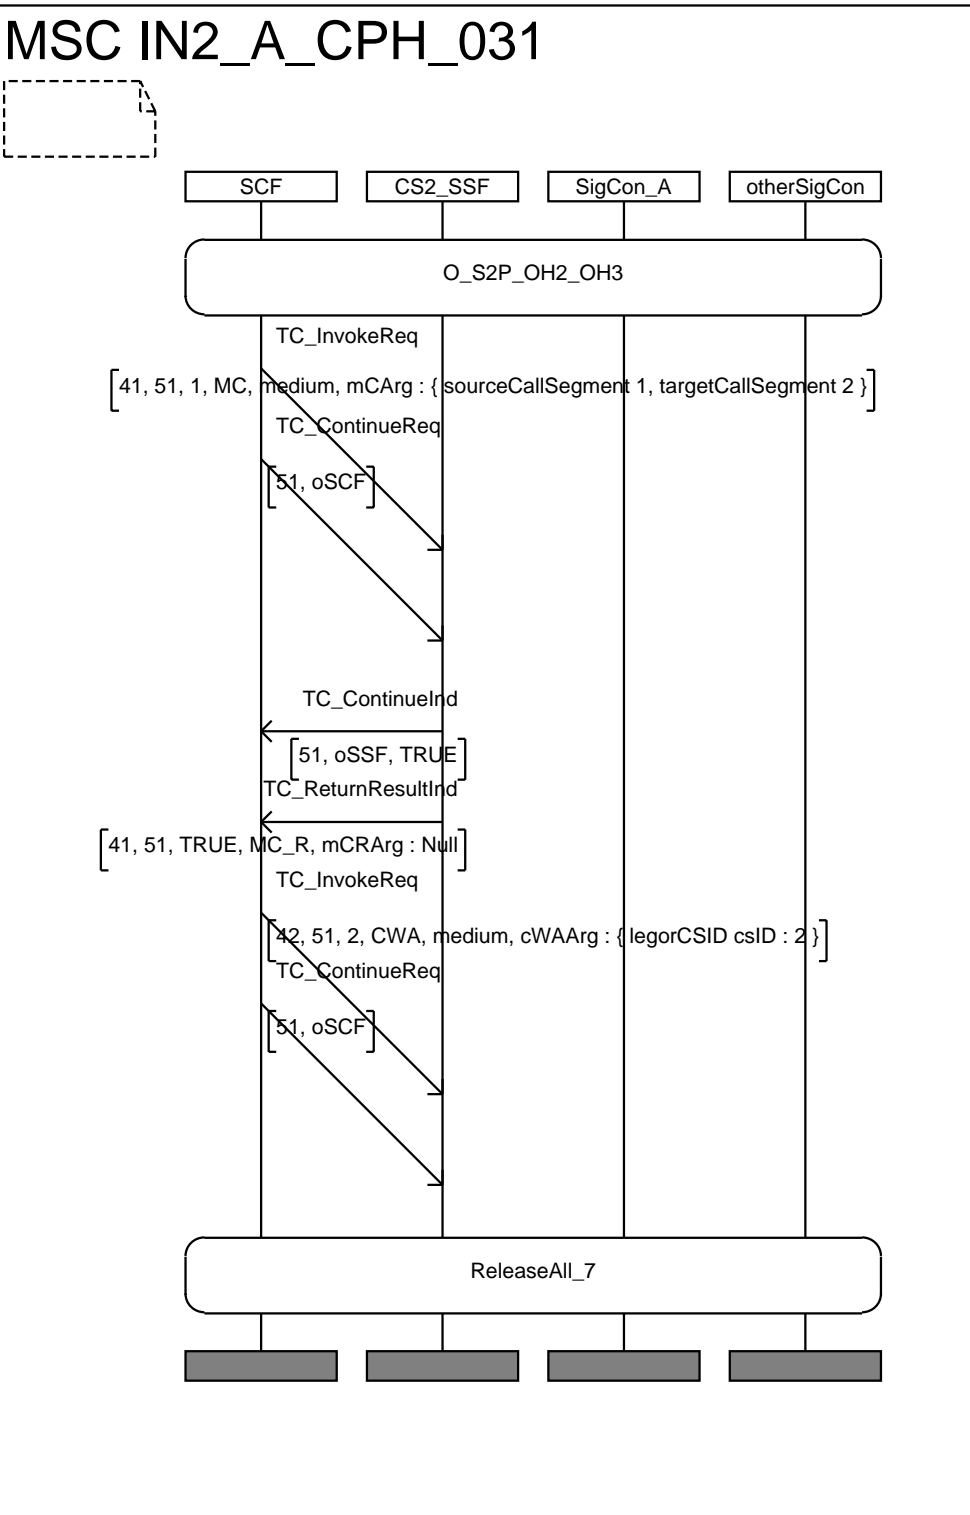 MSC IN2_A_CPH_031
SCF CS2_SSF SigCon_A otherSigCon
O_S2P_OH2_OH3
TC_InvokeReq
41, 51, 1, MC, medium, mCArg : { sourceCallSegment 1, targetCallSegment 2 }
TC_ContinueReq
51, oSCF
TC_ContinueInd
51, oSSF, TRUE
TC_ReturnResultInd
41, 51, TRUE, MC_R, mCRArg : Null
TC_InvokeReq
42, 51, 2, CWA, medium, cWAArg : { legorCSID csID : 2 }
TC_ContinueReq
51, oSCF
ReleaseAll_7